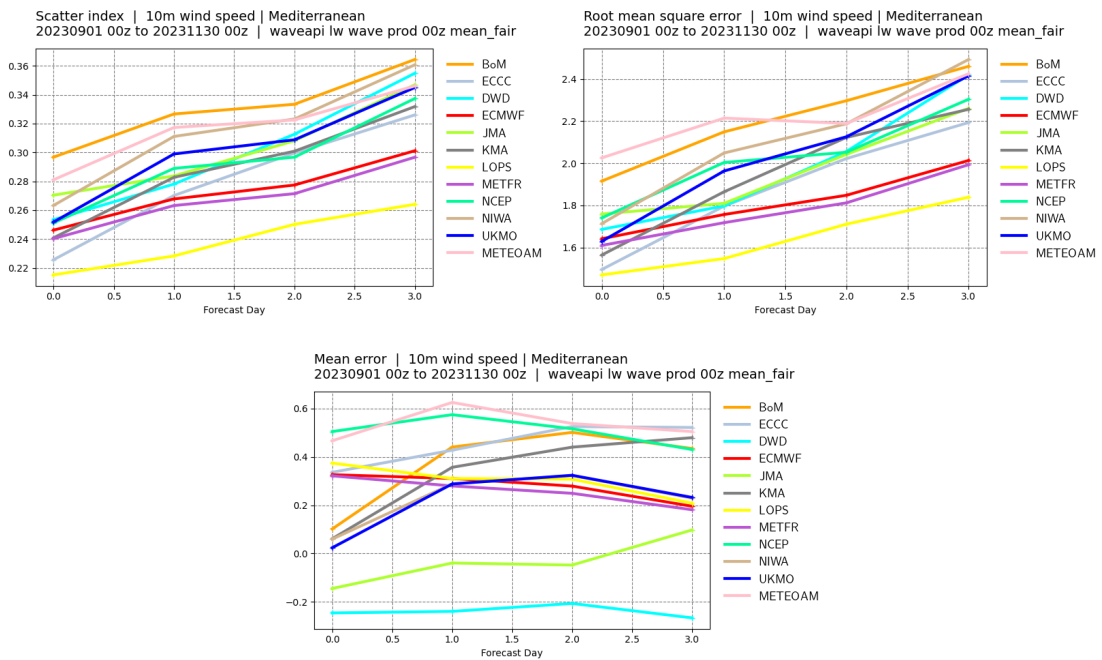 Scatter index | 10m wind speed | Mediterranean
20230901 00z to 20231130 00z | waveapi lw wave prod 00z mean_fair
0.36
0.34
0.32
0.30
0.28
0.26
0.24
0.22
0.0 0.5 1.0 1.5 2.0 2.5 3.0
Forecast Day
BoM
ECCC
DWD
ECMWF
JMA
KMA
LOPS
METFR
NCEP
NIWA
UKMO
METEOAM
Root mean square error | 10m wind speed | Mediterranean
20230901 00z to 20231130 00z | waveapi lw wave prod 00z mean_fair
2.4
2.2
2.0
1.8
1.6
0.0 0.5 1.0 1.5 2.0 2.5 3.0
Forecast Day
BoM
ECCC
DWD
ECMWF
JMA
KMA
LOPS
METFR
NCEP
NIWA
UKMO
METEOAM
Mean error | 10m wind speed | Mediterranean
20230901 00z to 20231130 00z | waveapi lw wave prod 00z mean_fair
0.6
0.4
0.2
0.0
−0.2
0.0 0.5 1.0 1.5 2.0 2.5 3.0
Forecast Day
BoM
ECCC
DWD
ECMWF
JMA
KMA
LOPS
METFR
NCEP
NIWA
UKMO
METEOAM